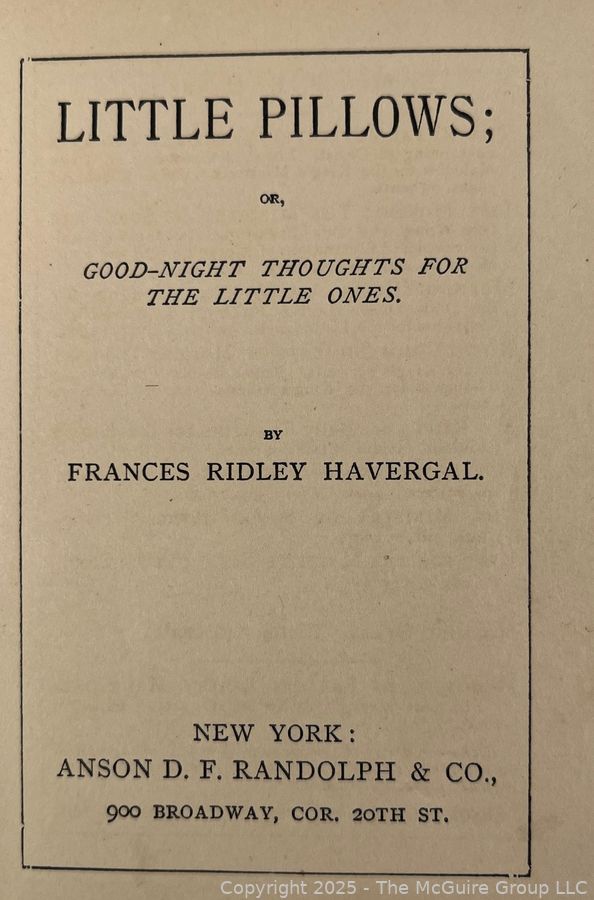 LITTLE PILLOWS;
OR,
GOOD-NIGHT THOUGHTS FOR
THE LITTLE ONES.
BY
FRANCES RIDLEY HAVERGAL.
NEW YORK:
ANSON D. F. RANDOLPH & CO.,
900 BROADWAY, COR. 20TH ST.
Copyright 2025 - The McGuire Group LLC